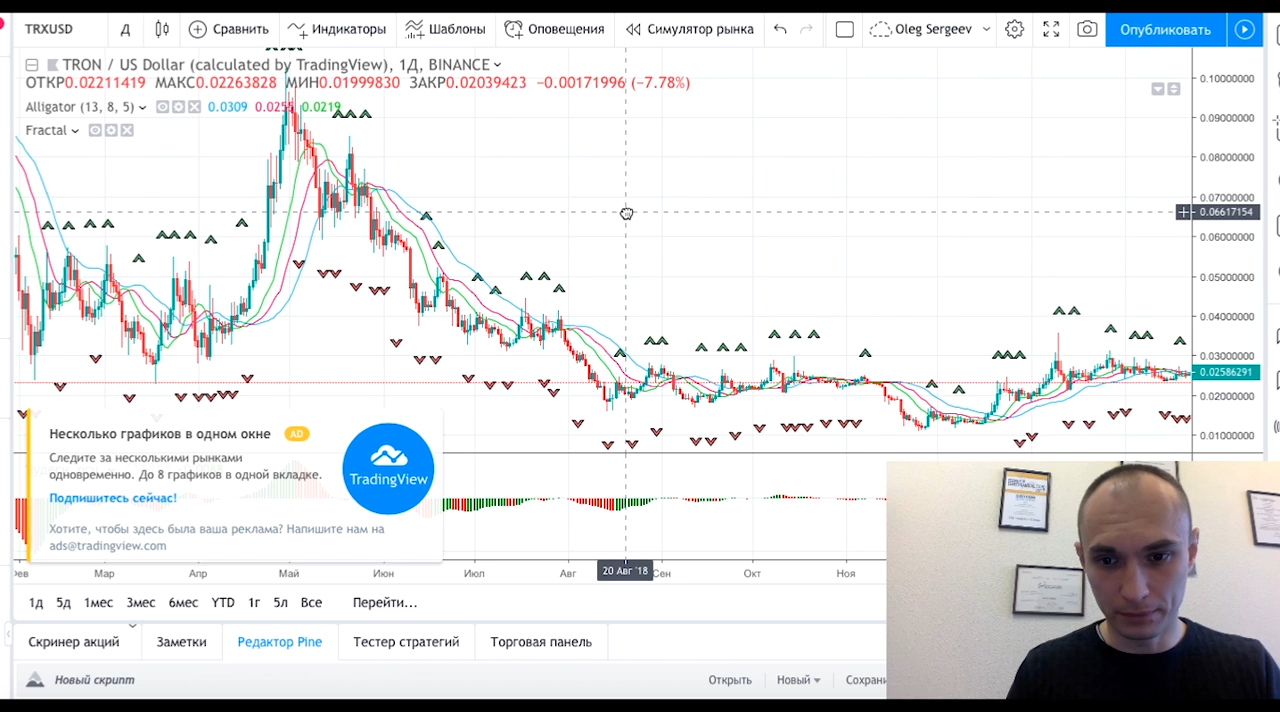 TRXUSD Д Сравнить Индикаторы Шаблоны Оповещения Симулятор рынка Oleg Sergeev Опубликовать
TRON / US Dollar (calculated by TradingView), 1Д, BINANCE
ОТКР0.02211419 МАКС0.02263828 МИН0.01999830 ЗАКР0.02039423 −0.00171996 (−7.78%)
Alligator (13, 8, 5) 0.0309 0.0255 0.0219
Fractal
0.10000000
0.09000000
0.08000000
0.07000000
0.06617154
0.06000000
0.05000000
0.04000000
0.03000000
0.02586291
0.02000000
0.01000000
Несколько графиков в одном окне AD
Следите за несколькими рынками
одновременно. До 8 графиков в одной вкладке.
Подпишитесь сейчас!
Хотите, чтобы здесь была ваша реклама? Напишите нам на
ads@tradingview.com
TradingView
Фев Мар Апр Май Июн Июл Авг 20 Авг '18 Сен Окт Ноя
1д 5д 1мес 3мес 6мес YTD 1г 5л Все Перейти...
Скринер акций Заметки Редактор Pine Тестер стратегий Торговая панель
Новый скрипт Открыть Новый Сохрани